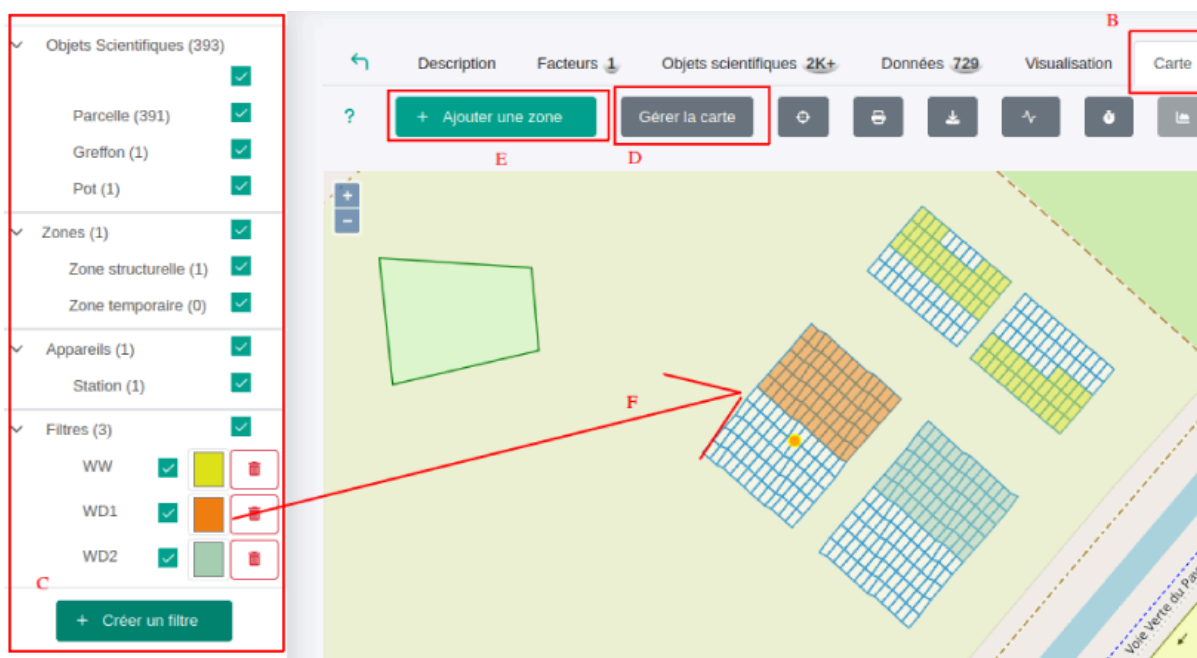 B
Objets Scientifiques (393)
Parcelle (391)
Greffon (1)
Pot (1)
Zones (1)
Zone structurelle (1)
Zone temporaire (0)
Appareils (1)
Station (1)
Filtres (3)
WW
WD1
WD2
C
+ Créer un filtre
Description Facteurs 1 Objets scientifiques 2K+ Données 729 Visualisation Carte
? + Ajouter une zone Gérer la carte
E D
+
−
F
Voie Verte du